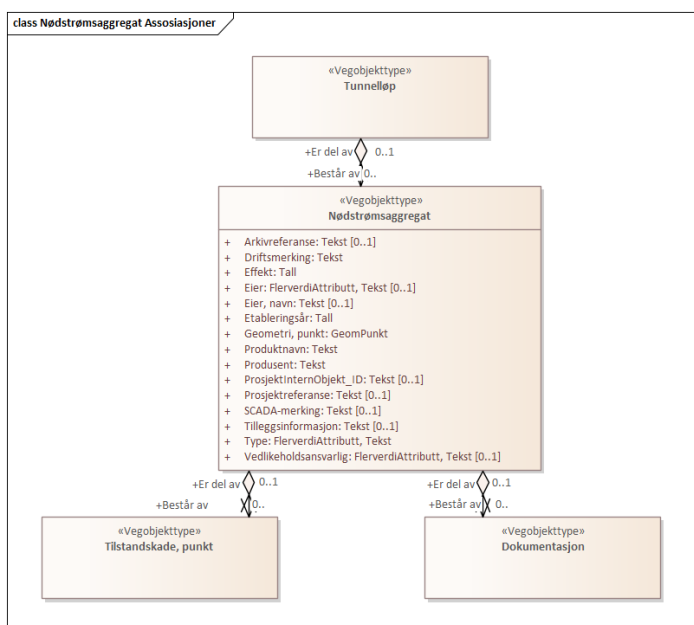 class Nødstrømsaggregat Assosiasjoner
«Vegobjekttype»
Tunnelløp
+Er del av 0..1
+Består av 0..
«Vegobjekttype»
Nødstrømsaggregat
+ Arkivreferanse: Tekst [0..1]
+ Driftsmerking: Tekst
+ Effekt: Tall
+ Eier: FlerverdiAttributt, Tekst [0..1]
+ Eier, navn: Tekst [0..1]
+ Etableringsår: Tall
+ Geometri, punkt: GeomPunkt
+ Produktnavn: Tekst
+ Produsent: Tekst
+ ProsjektInternObjekt_ID: Tekst [0..1]
+ Prosjektreferanse: Tekst [0..1]
+ SCADA-merking: Tekst [0..1]
+ Tilleggsinformasjon: Tekst [0..1]
+ Type: FlerverdiAttributt, Tekst
+ Vedlikeholdsansvarlig: FlerverdiAttributt, Tekst [0..1]
+Er del av 0..1 +Er del av 0..1
+Består av 0.. +Består av 0..
«Vegobjekttype» «Vegobjekttype»
Tilstandskade, punkt Dokumentasjon